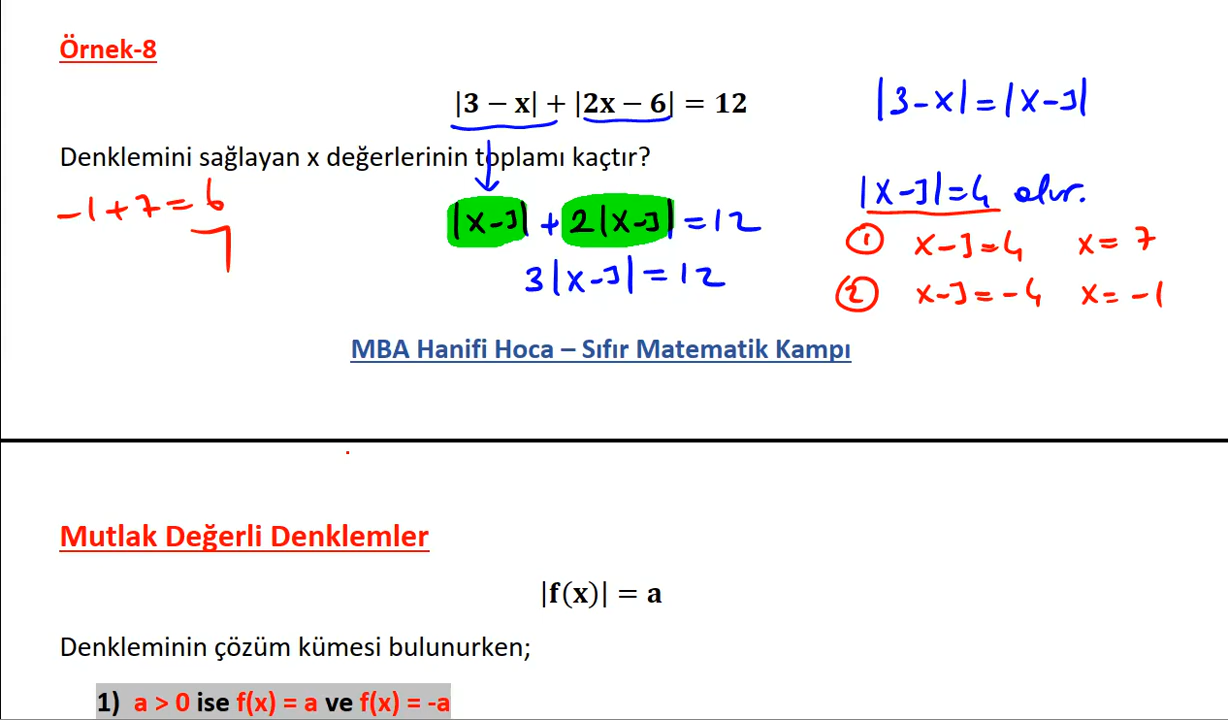 Örnek-8
|3 − x| + |2x − 6| = 12
|3-x| = |x-3|
Denklemini sağlayan x değerlerinin toplamı kaçtır?
-1+7=6
|x-3| + 2|x-3| = 12
3|x-3| = 12
|x-3| = 4 olur.
① x-3=4 x=7
② x-3=-4 x=-1
MBA Hanifi Hoca – Sıfır Matematik Kampı
Mutlak Değerli Denklemler
|f(x)| = a
Denkleminin çözüm kümesi bulunurken;
1) a > 0 ise f(x) = a ve f(x) = -a